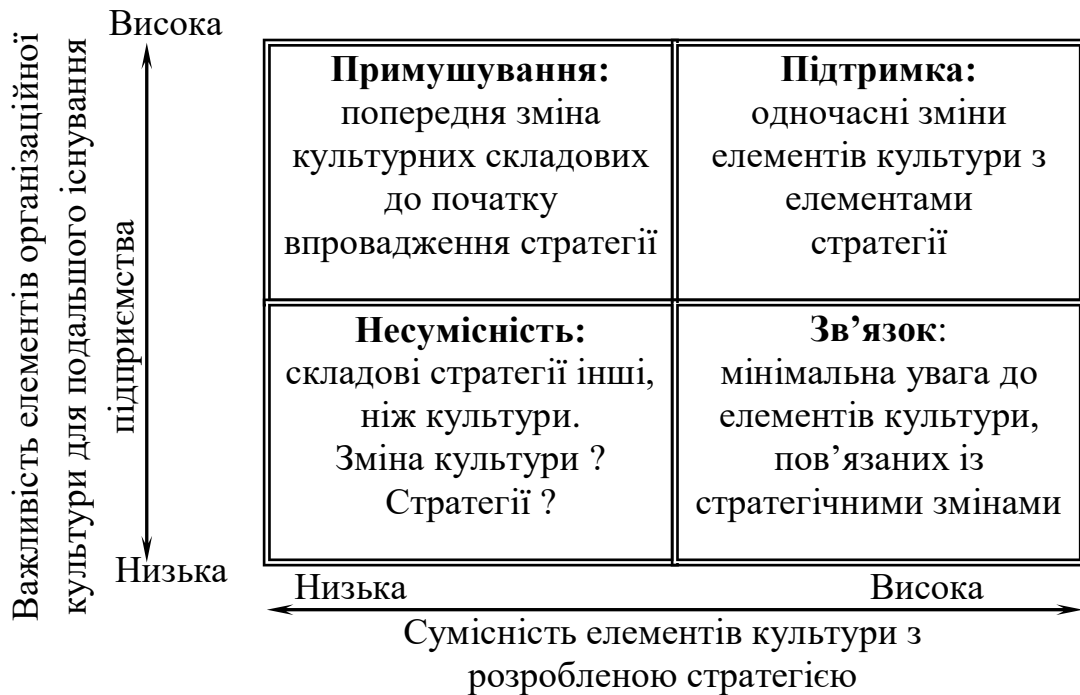 Важливість елементів організаційної
культури для подальшого існування
підприємства
Висока
Низька
Примушування:
попередня зміна
культурних складових
до початку
впровадження стратегії
Підтримка:
одночасні зміни
елементів культури з
елементами
стратегії
Несумісність:
складові стратегії інші,
ніж культури.
Зміна культури ?
Стратегії ?
Зв’язок:
мінімальна увага до
елементів культури,
пов’язаних із
стратегічними змінами
Низька
Висока
Сумісність елементів культури з
розробленою стратегією